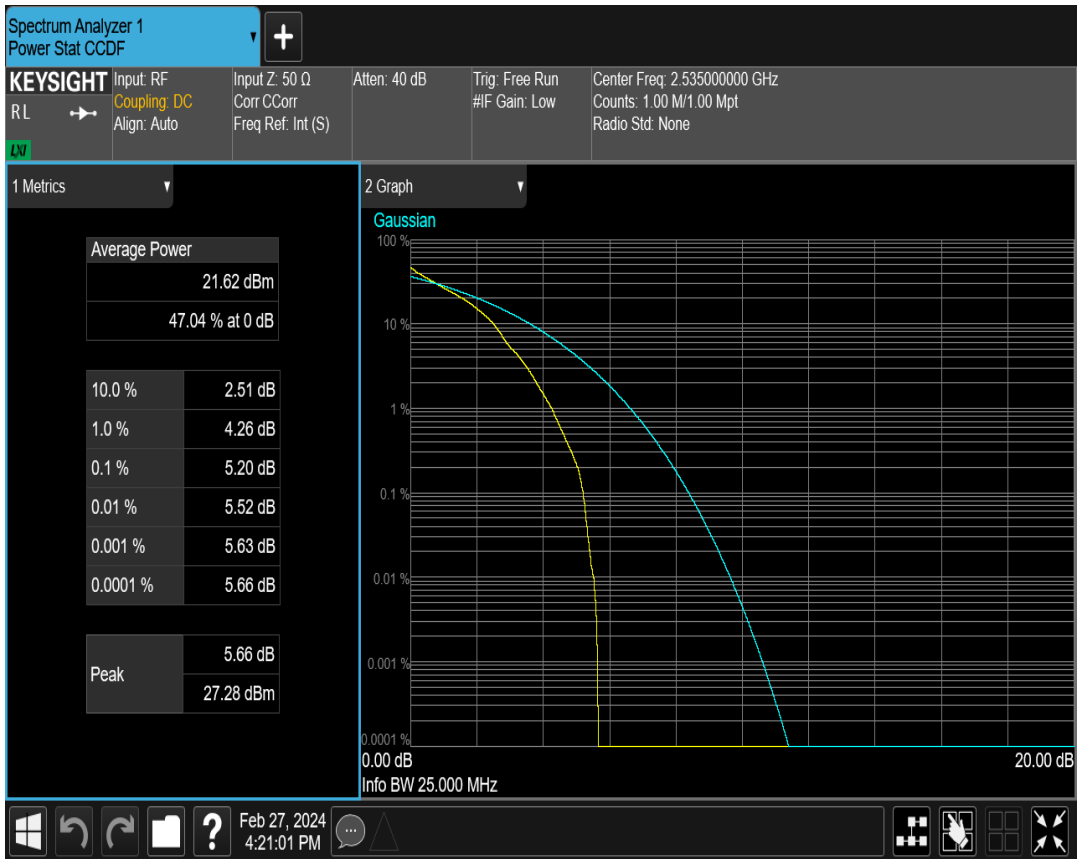 Spectrum Analyzer 1
Power Stat CCDF
+
KEYSIGHT
RL
LXI
Input: RF
Coupling: DC
Align: Auto
Input Z: 50 Ω
Corr CCorr
Freq Ref: Int (S)
Atten: 40 dB
Trig: Free Run
#IF Gain: Low
Center Freq: 2.535000000 GHz
Counts: 1.00 M/1.00 Mpt
Radio Std: None
1 Metrics
Average Power
21.62 dBm
47.04 % at 0 dB
10.0 % 2.51 dB
1.0 % 4.26 dB
0.1 % 5.20 dB
0.01 % 5.52 dB
0.001 % 5.63 dB
0.0001 % 5.66 dB
Peak
5.66 dB
27.28 dBm
2 Graph
Gaussian
100 %
10 %
1 %
0.1 %
0.01 %
0.001 %
0.0001 %
0.00 dB 20.00 dB
Info BW 25.000 MHz
?
Feb 27, 2024
4:21:01 PM